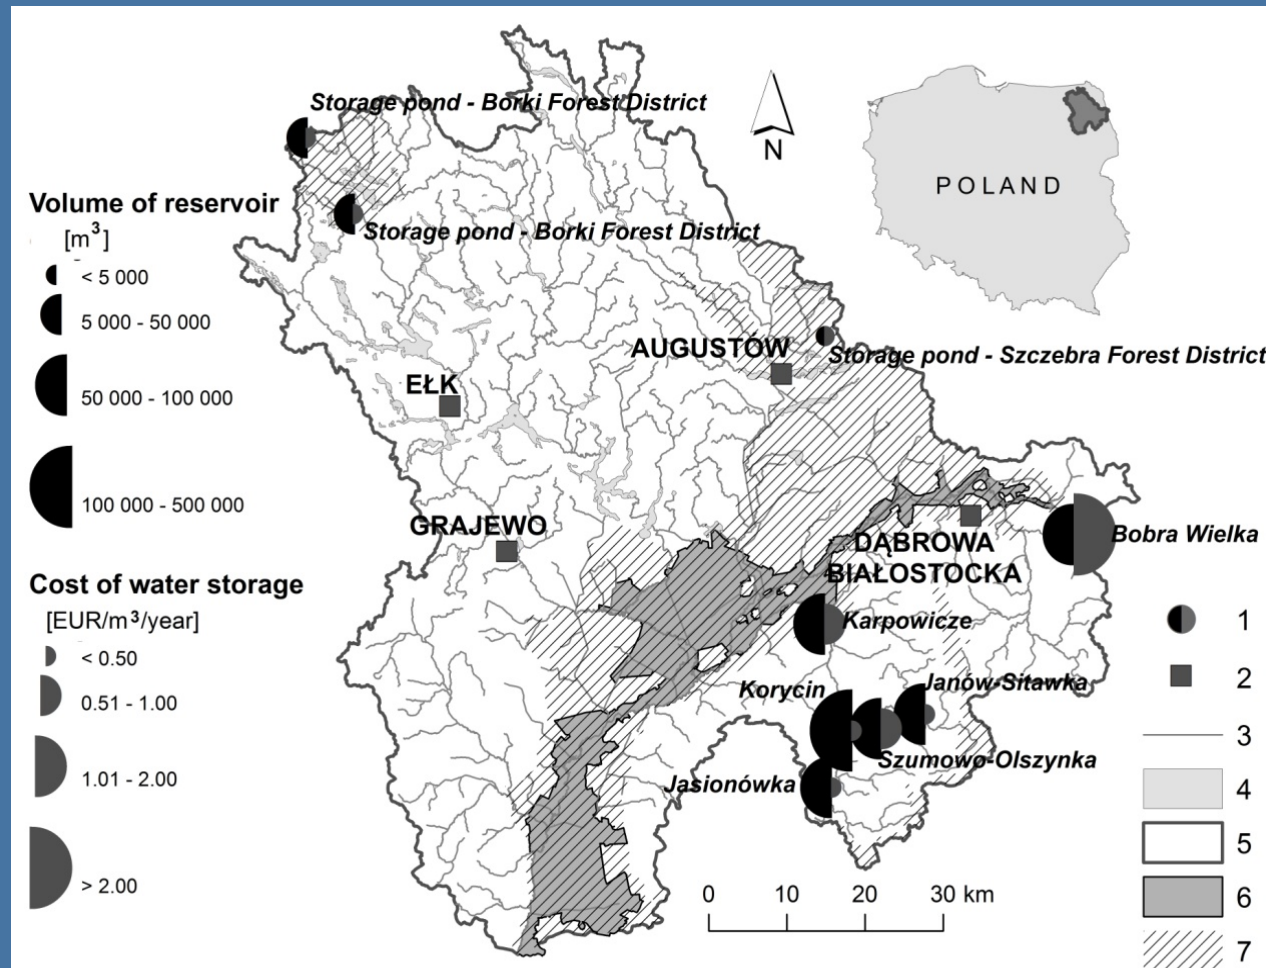 Storage pond - Borki Forest District
N
POLAND
Volume of reservoir
[m³]
< 5 000
5 000 - 50 000
50 000 - 100 000
100 000 - 500 000
Storage pond - Borki Forest District
AUGUSTÓW
Storage pond - Szczebra Forest District
EŁK
GRAJEWO
DĄBROWA
BIAŁOSTOCKA
Bobra Wielka
Cost of water storage
[EUR/m³/year]
< 0.50
0.51 - 1.00
1.01 - 2.00
> 2.00
Karpowicze
Korycin
Janów-Sitawka
Szumowo-Olszynka
Jasionówka
0 10 20 30 km
1
2
3
4
5
6
7